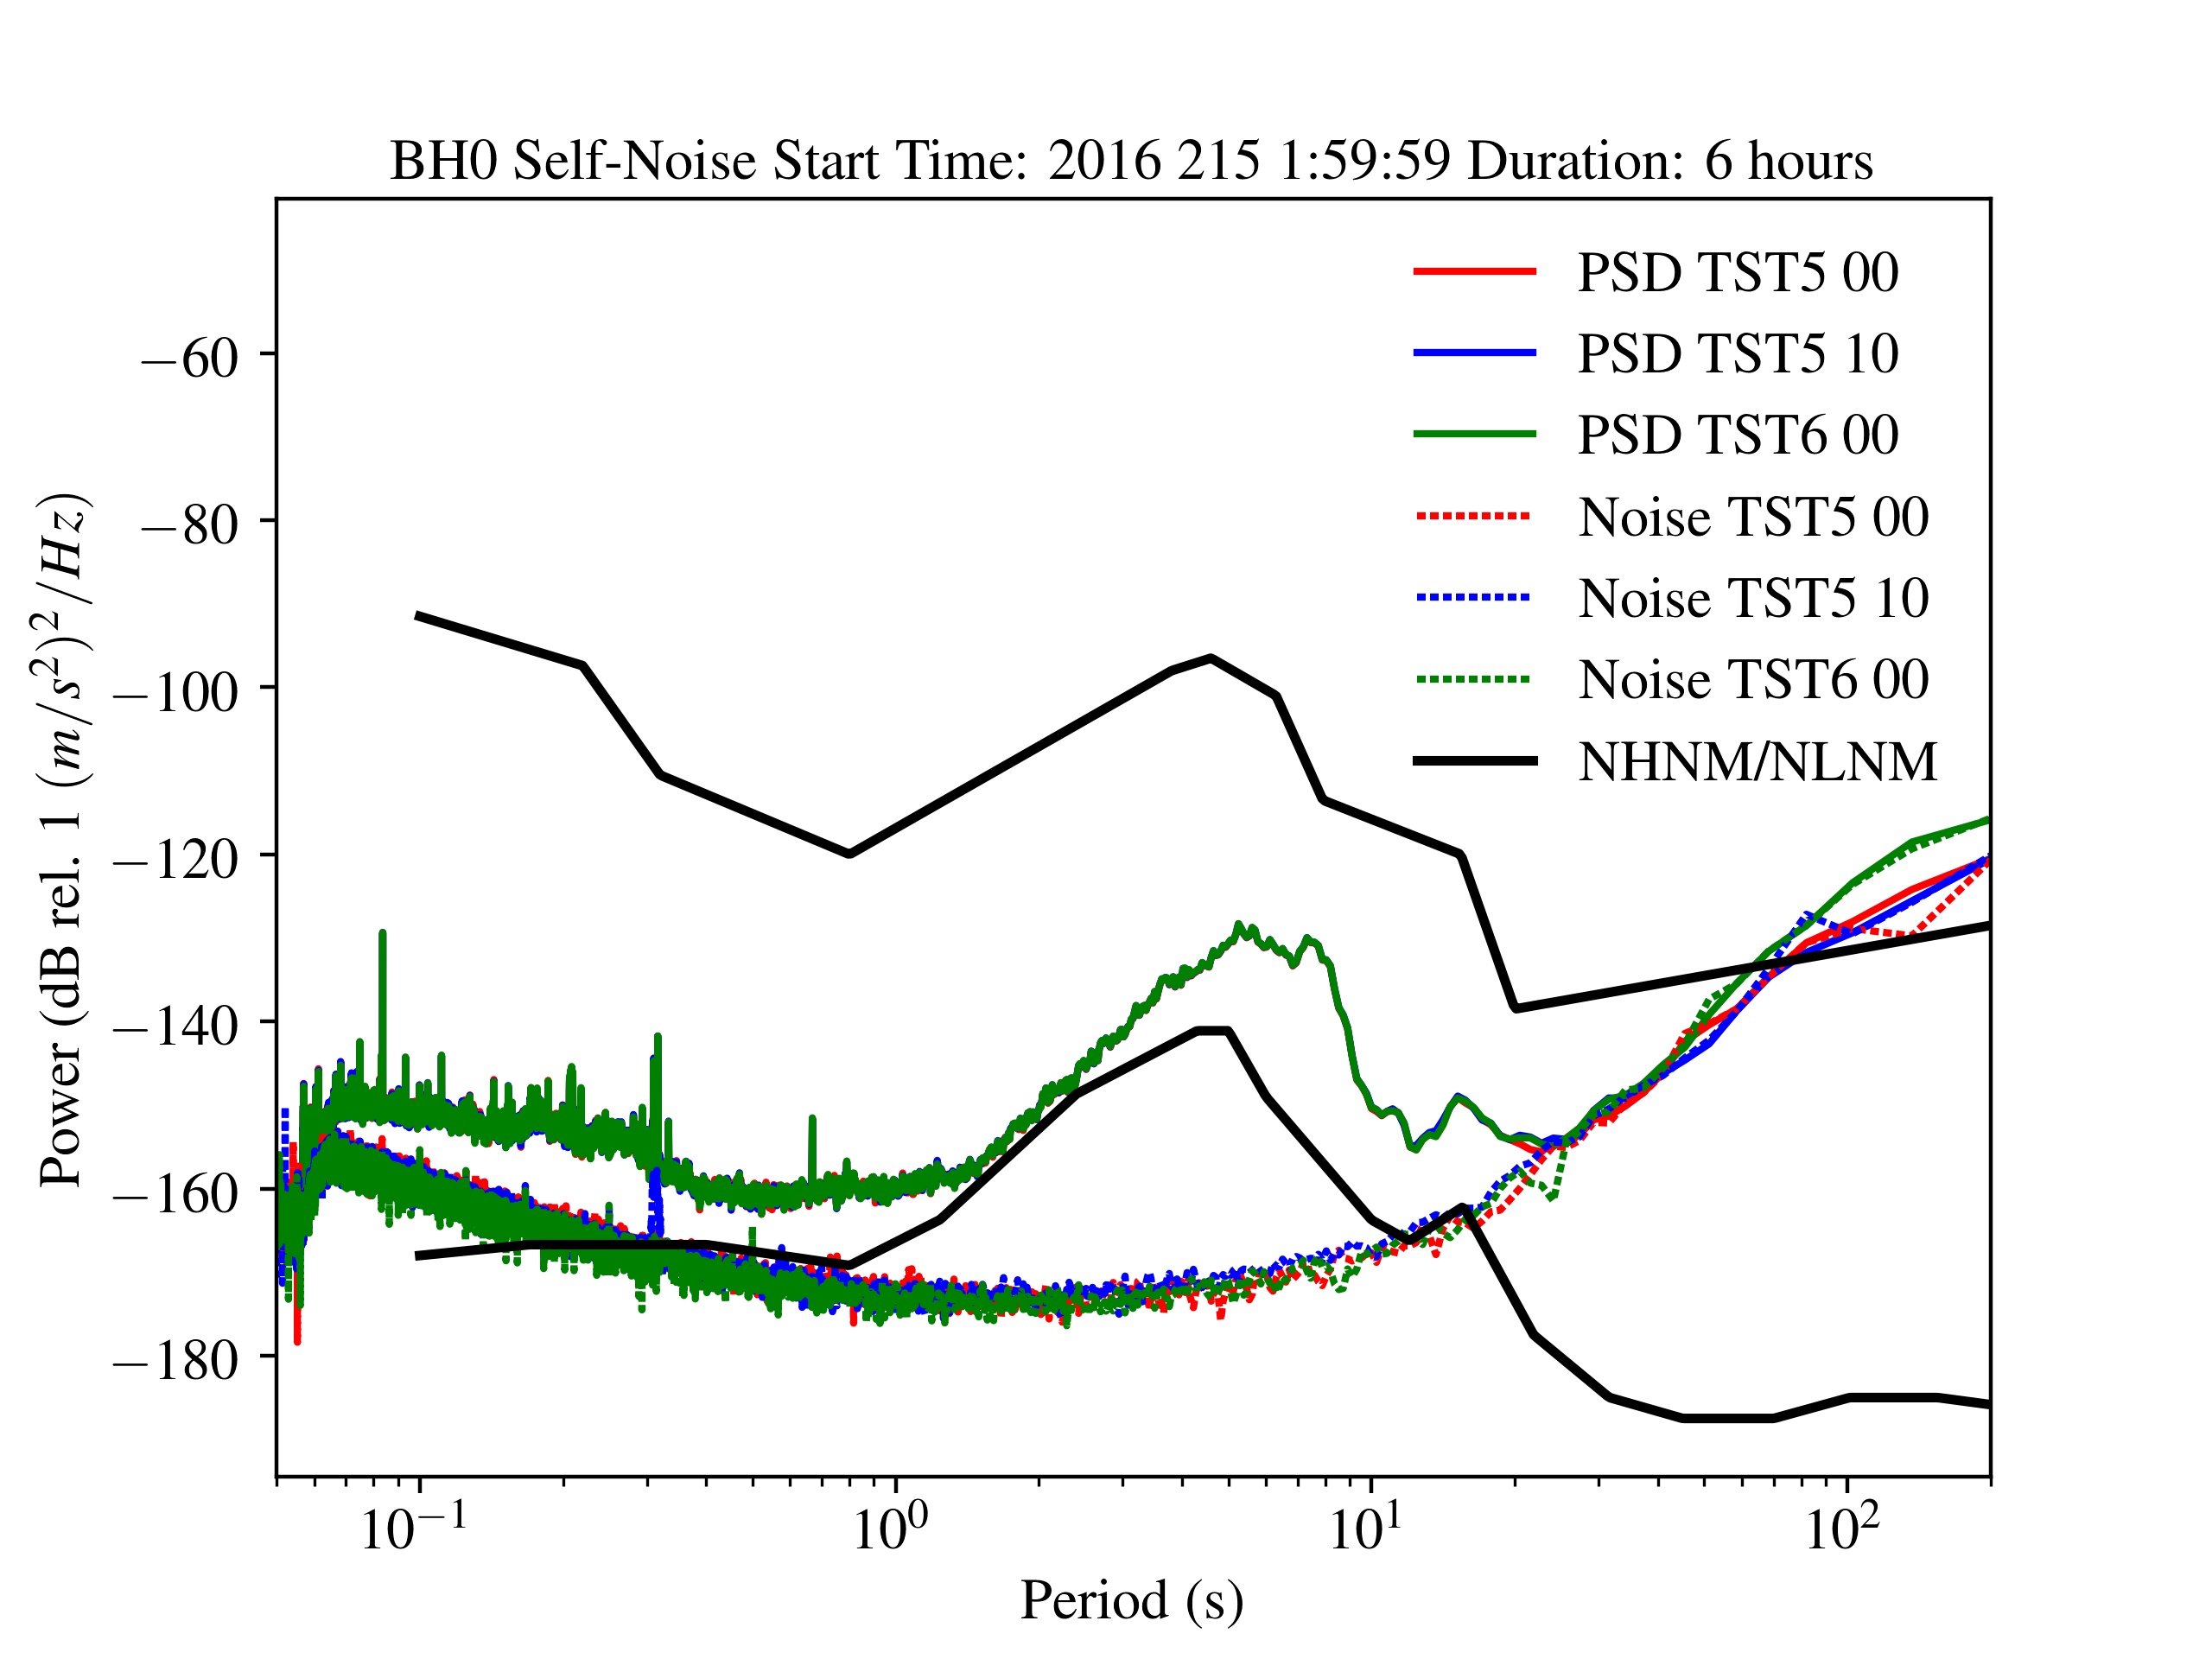 BH0 Self-Noise Start Time: 2016 215 1:59:59 Duration: 6 hours
PSD TST5 00
PSD TST5 10
PSD TST6 00
Noise TST5 00
Noise TST5 10
Noise TST6 00
NHNM/NLNM
Power (dB rel. 1 (m/s²)²/Hz)
−60
−80
−100
−120
−140
−160
−180
10⁻¹ 10⁰ 10¹ 10²
Period (s)